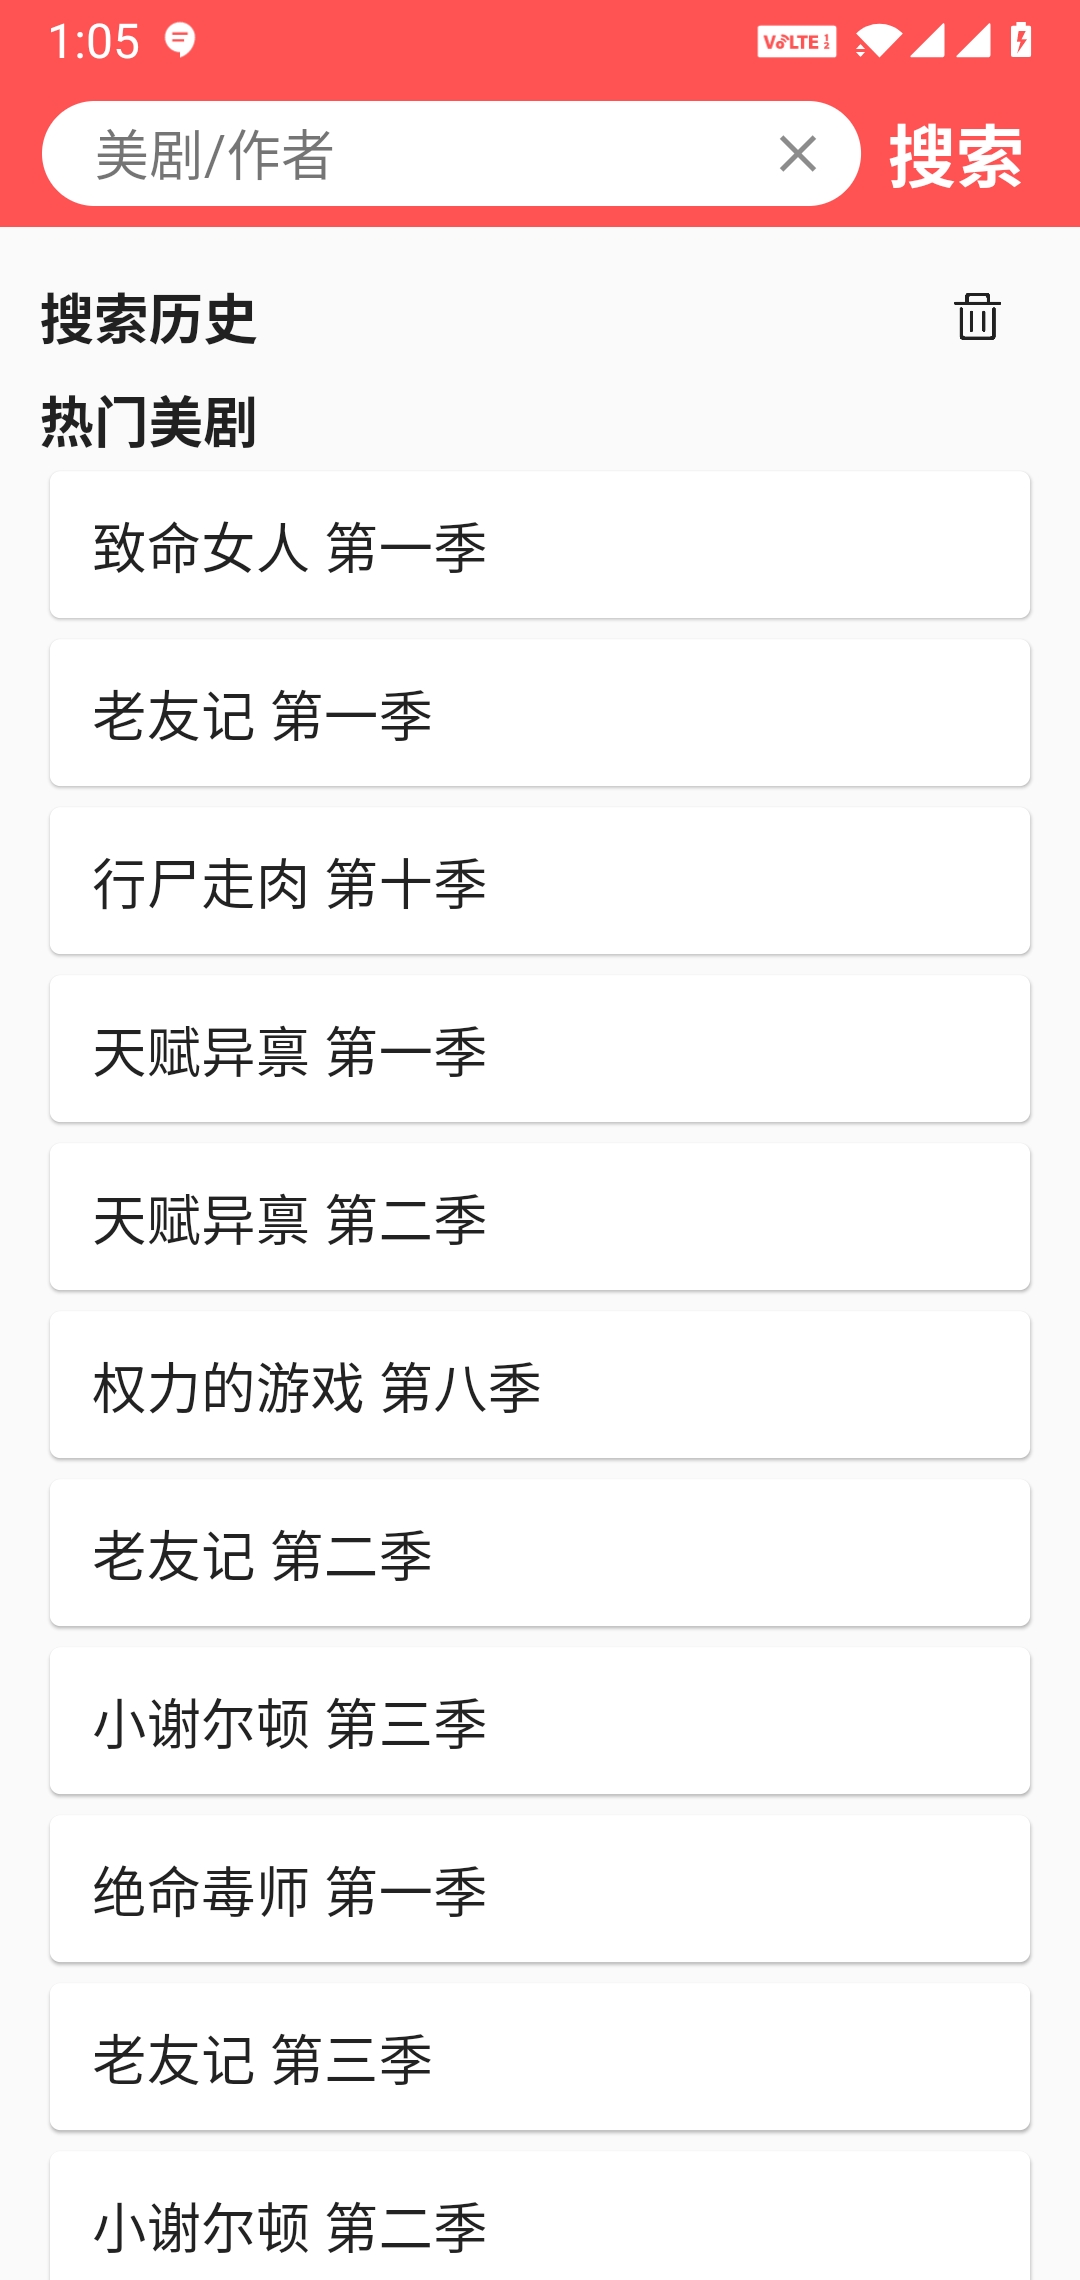 1:05
VoLTE 1 2
美剧/作者
搜索
搜索历史
热门美剧
致命女人 第一季
老友记 第一季
行尸走肉 第十季
天赋异禀 第一季
天赋异禀 第二季
权力的游戏 第八季
老友记 第二季
小谢尔顿 第三季
绝命毒师 第一季
老友记 第三季
小谢尔顿 第二季